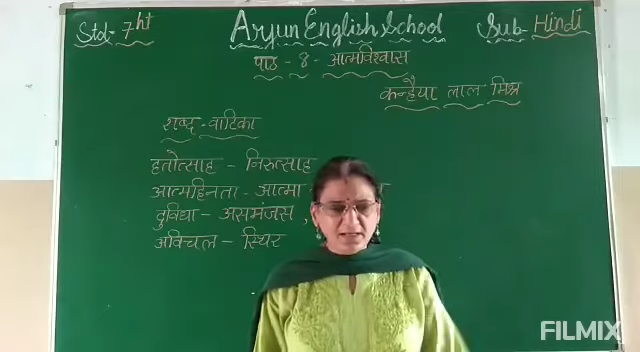 Std:- 7ht
Arjun English School
Sub- Hindi
पाठ - 8 - आत्मविश्वास
कन्हैया लाल मिश्र
शब्द - वाटिका
हतोत्साह - निरुत्साह
आत्महिनता - आत्मा
दुविधा - असमंजस ,
अविचल - स्थिर
FILMIX